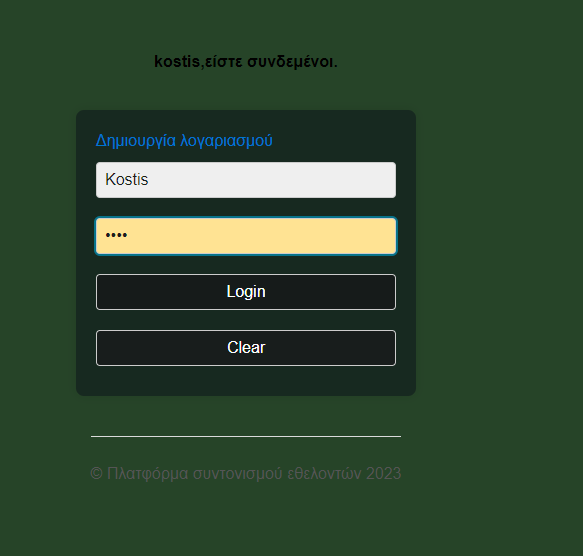 kostis,είστε συνδεμένοι.
Δημιουργία λογαριασμού
Kostis
••••
Login
Clear
© Πλατφόρμα συντονισμού εθελοντών 2023